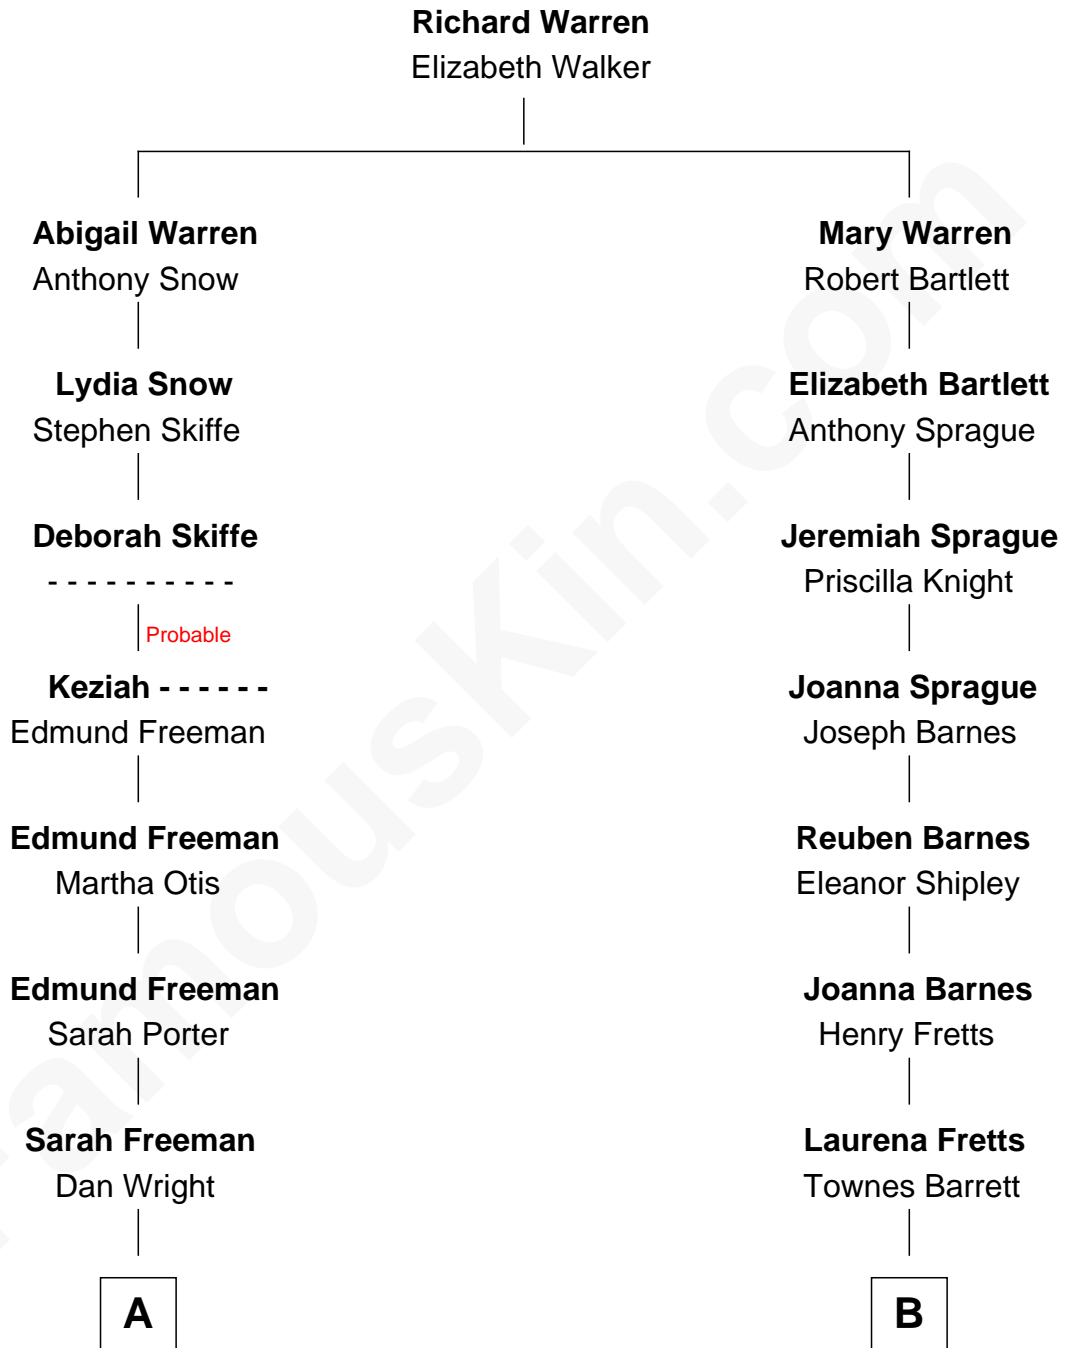 Richard Warren
Elizabeth Walker
Abigail Warren
Anthony Snow
Mary Warren
Robert Bartlett
Lydia Snow
Stephen Skiffe
Elizabeth Bartlett
Anthony Sprague
Deborah Skiffe
- - - - - - - - - -
Jeremiah Sprague
Priscilla Knight
Probable
Keziah - - - - - -
Edmund Freeman
Joanna Sprague
Joseph Barnes
Edmund Freeman
Martha Otis
Reuben Barnes
Eleanor Shipley
Edmund Freeman
Sarah Porter
Joanna Barnes
Henry Fretts
Sarah Freeman
Dan Wright
Laurena Fretts
Townes Barrett
A
B
FamousKin.com